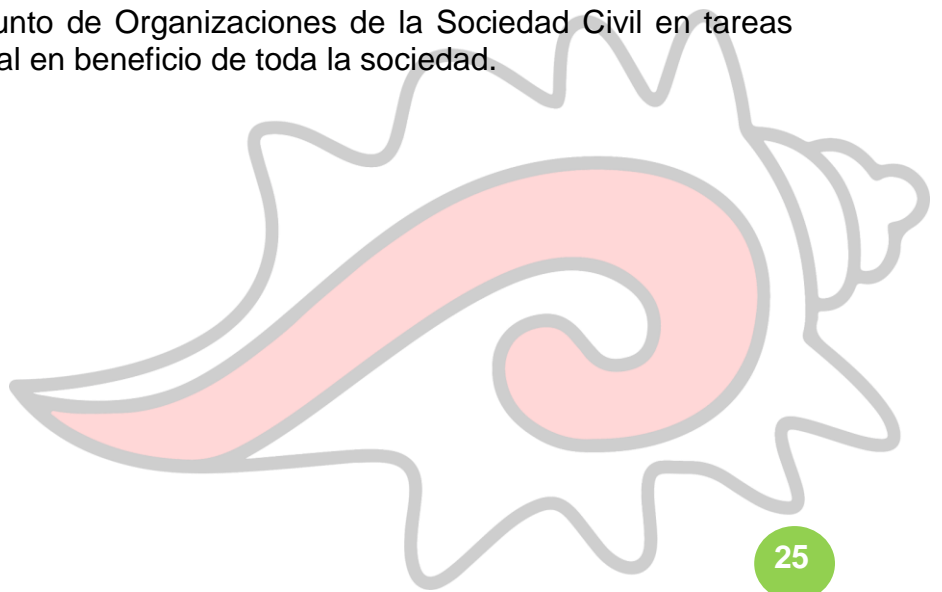 unto de Organizaciones de la Sociedad Civil en tareas
al en beneficio de toda la sociedad.
25